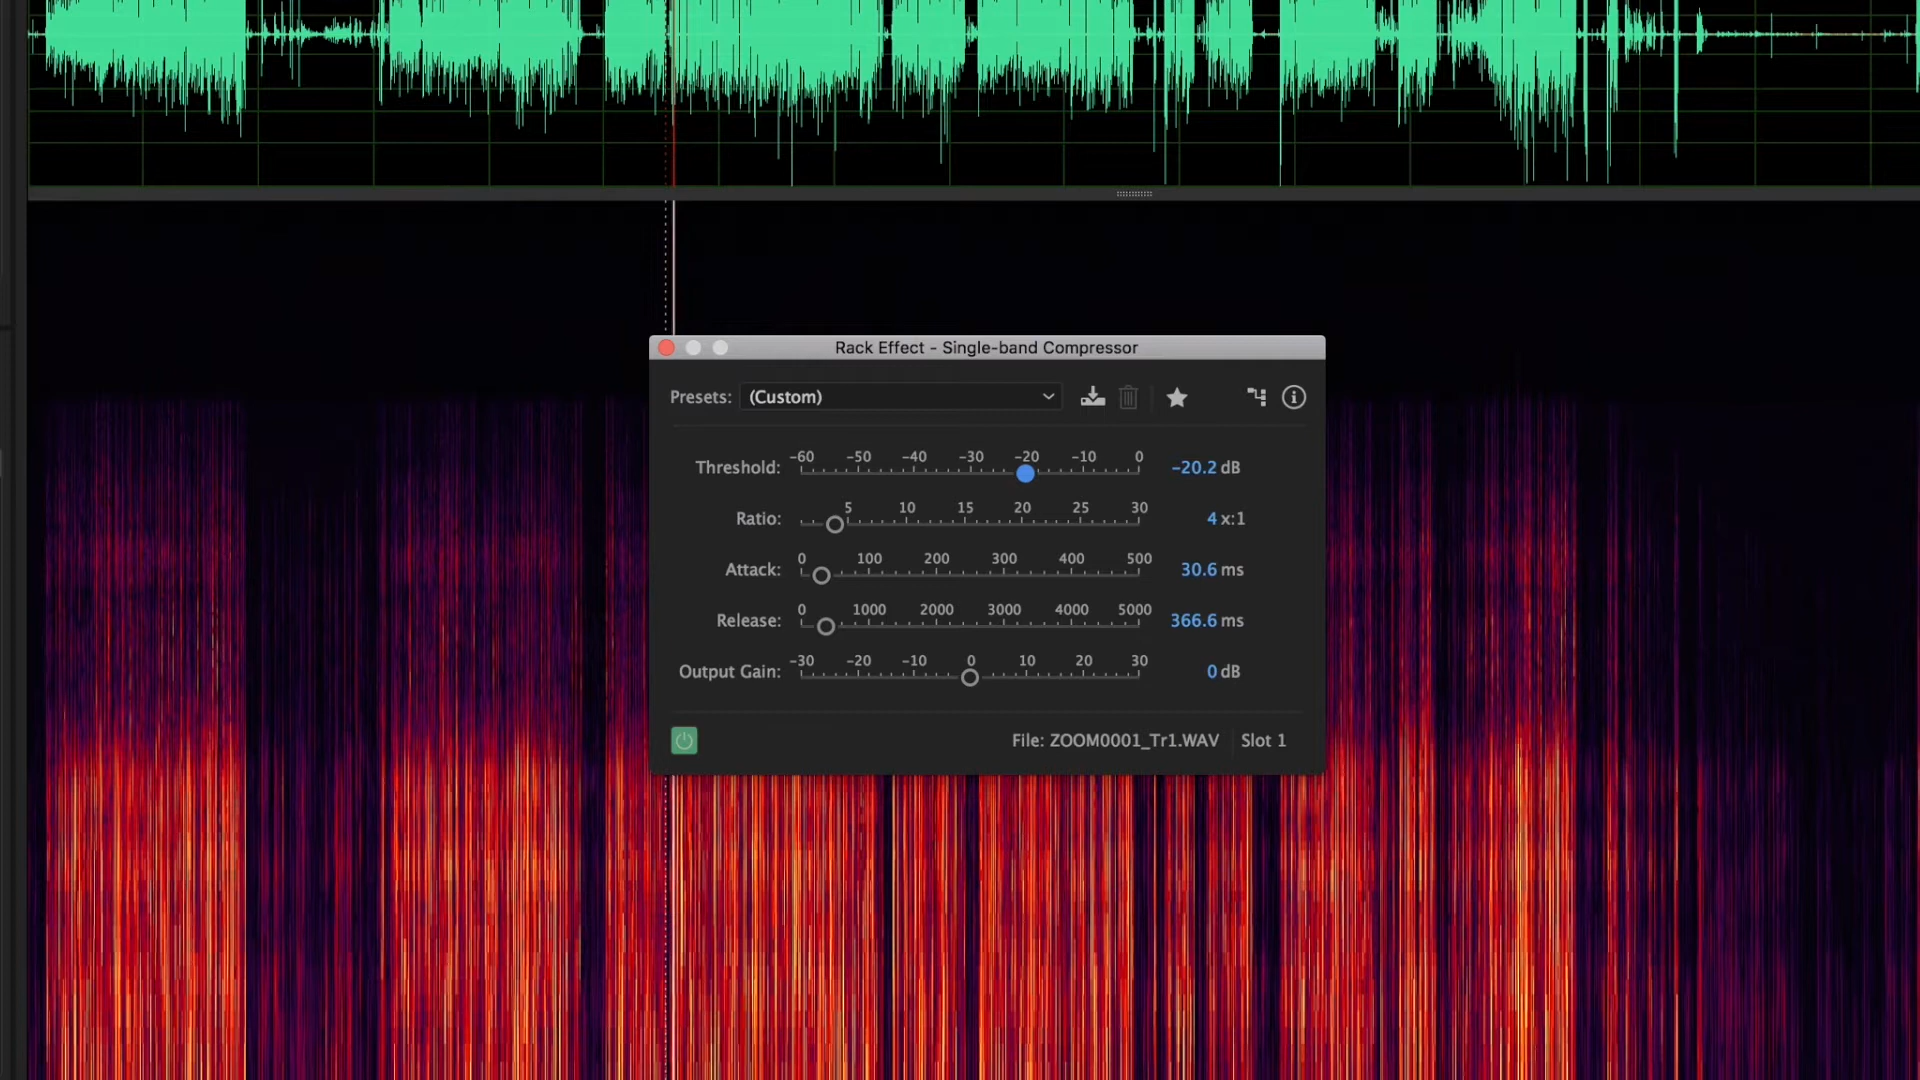 Rack Effect - Single-band Compressor
Presets: (Custom)
-60 -50 -40 -30 -20 -10 0
Threshold: -20.2 dB
5 10 15 20 25 30
Ratio: 4 x:1
0 100 200 300 400 500
Attack: 30.6 ms
0 1000 2000 3000 4000 5000
Release: 366.6 ms
-30 -20 -10 0 10 20 30
Output Gain: 0 dB
File: ZOOM0001_Tr1.WAV Slot 1